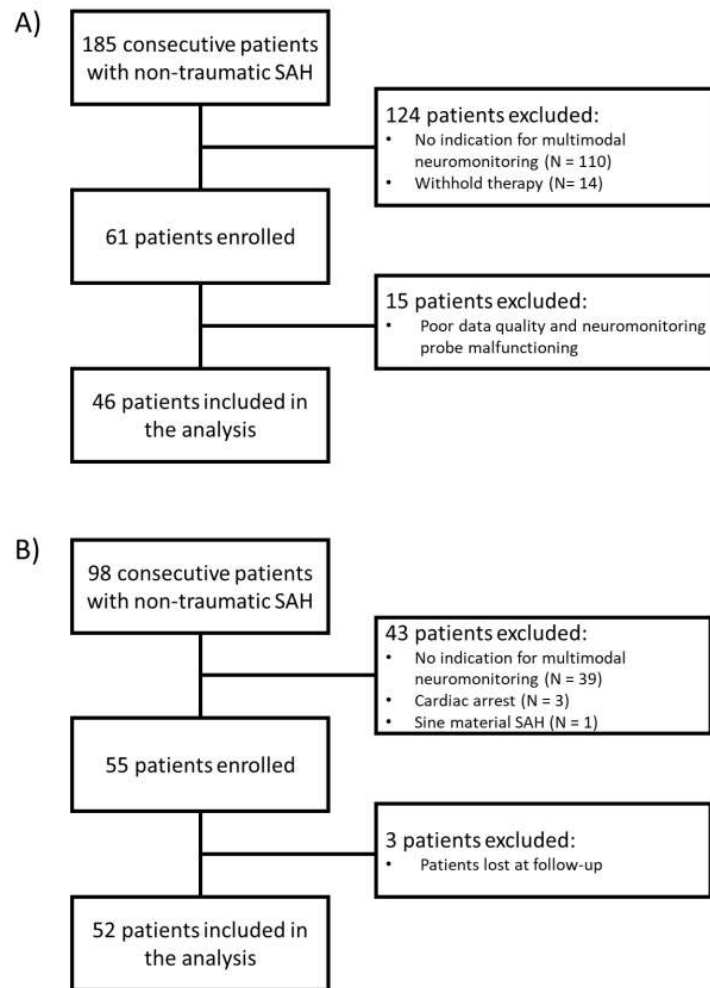 A)
185 consecutive patients
with non-traumatic SAH
124 patients excluded:
• No indication for multimodal
neuromonitoring (N = 110)
• Withhold therapy (N= 14)
61 patients enrolled
15 patients excluded:
• Poor data quality and neuromonitoring
probe malfunctioning
46 patients included in
the analysis
B)
98 consecutive patients
with non-traumatic SAH
43 patients excluded:
• No indication for multimodal
neuromonitoring (N = 39)
• Cardiac arrest (N = 3)
• Sine material SAH (N = 1)
55 patients enrolled
3 patients excluded:
• Patients lost at follow-up
52 patients included in
the analysis